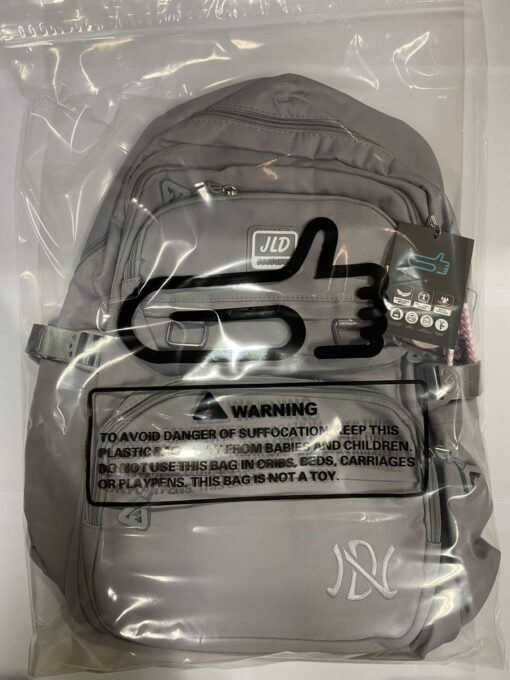 JLD
WARNING
TO AVOID DANGER OF SUFFOCATION, KEEP THIS
PLASTIC BAG AWAY FROM BABIES AND CHILDREN.
DO NOT USE THIS BAG IN CRIBS, BEDS, CARRIAGES
OR PLAYPENS. THIS BAG IS NOT A TOY.